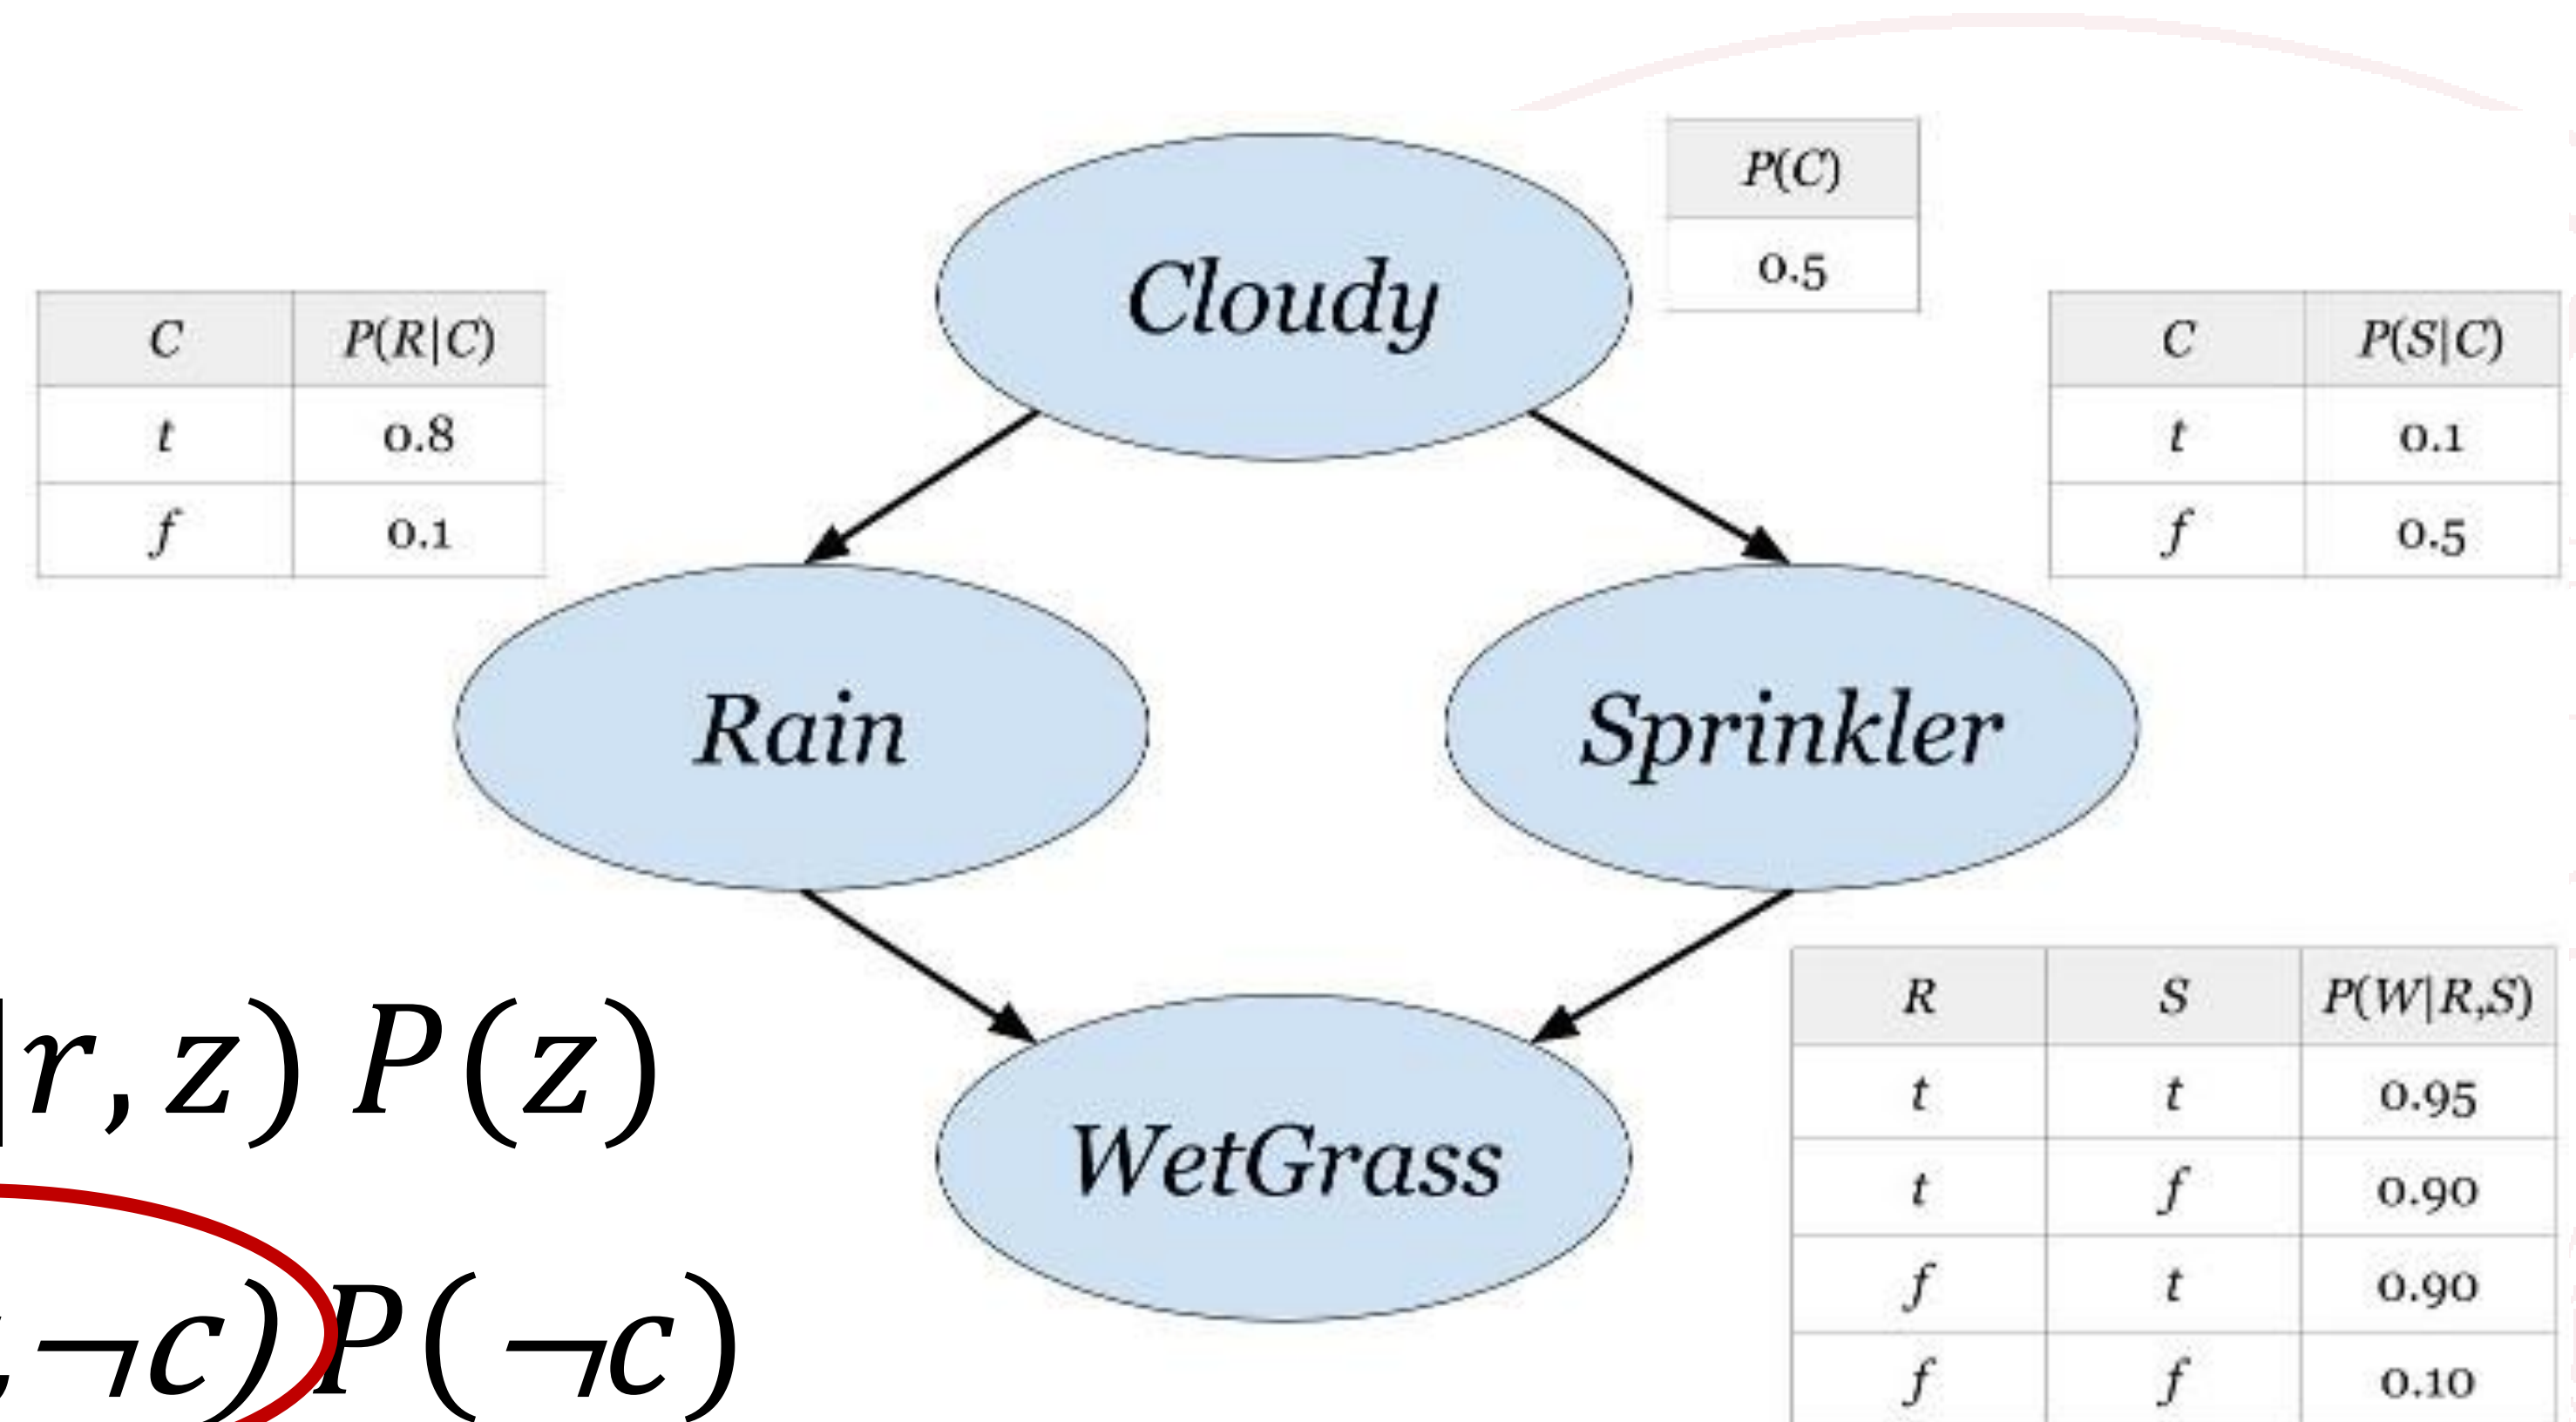 P(C)
0.5
Cloudy
C P(R|C)
t 0.8
f 0.1
C P(S|C)
t 0.1
f 0.5
Rain
Sprinkler
|r, z) P(z)
, ¬c) P(¬c)
WetGrass
R S P(W|R,S)
t t 0.95
t f 0.90
f t 0.90
f f 0.10